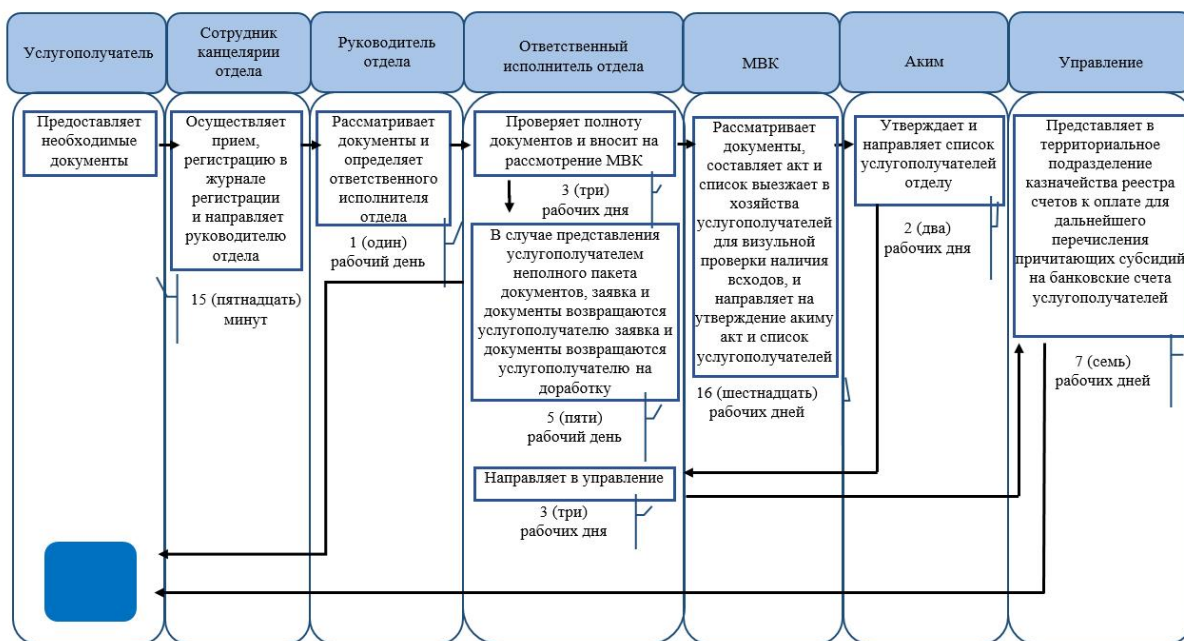 Услугополучатель
Сотрудник
канцелярии
отдела
Руководитель
отдела
Ответственный
исполнитель отдела
МВК
Аким
Управление
Предоставляет
необходимые
документы
Осуществляет
прием,
регистрацию в
журнале
регистрации
и направляет
руководителю
отдела
15 (пятнадцать)
минут
Рассматривает
документы и
определяет
ответственного
исполнителя
отдела
1 (один)
рабочий день
Проверяет полноту
документов и вносит на
рассмотрение МВК
3 (три)
рабочих дня
В случае представления
услугополучателем
неполного пакета
документов, заявка и
документы возвращаются
услугополучателю заявка и
документы возвращаются
услугополучателю на
доработку
5 (пяти)
рабочий день
Направляет в управление
3 (три)
рабочих дня
Рассматривает
документы,
составляет акт и
список выезжает в
хозяйства
услугополучателей
для визульной
проверки наличия
всходов, и
направляет на
утверждение акиму
акт и список
услугополучателей
16 (шестнадцать)
рабочих дней
Утверждает и
направляет список
услугополучателей
отделу
2 (два)
рабочих дня
Представляет в
территориальное
подразделение
казначейства реестра
счетов к оплате для
дальнейшего
перечисления
причитающих субсидий
на банковские счета
услугополучателей
7 (семь)
рабочих дней